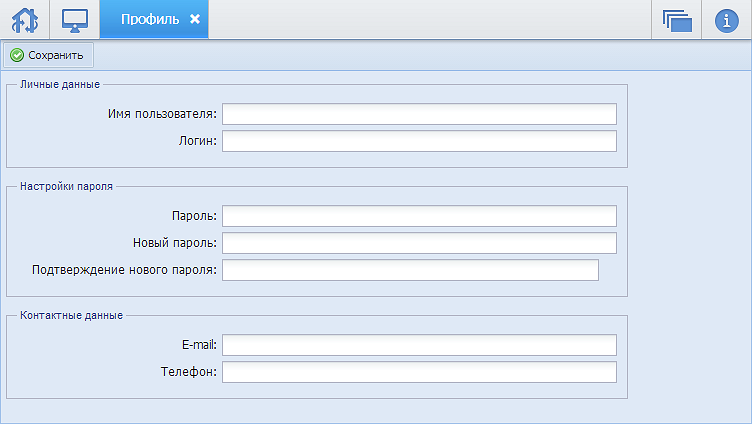 Профиль
Сохранить
Личные данные
Имя пользователя:
Логин:
Настройки пароля
Пароль:
Новый пароль:
Подтверждение нового пароля:
Контактные данные
E-mail:
Телефон: